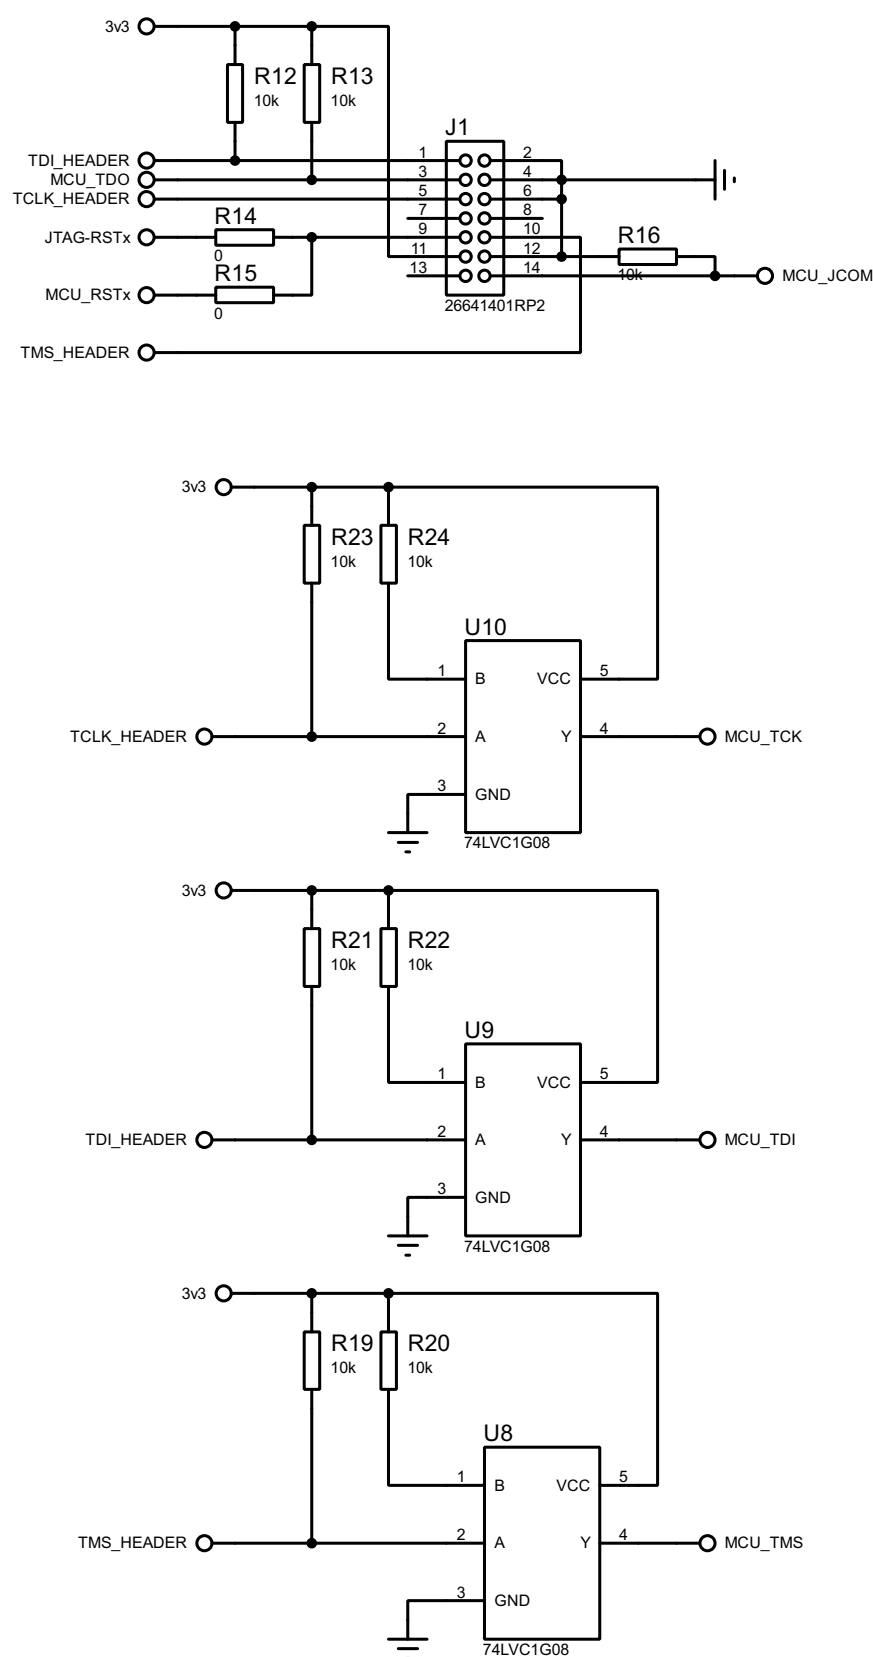 3v3
R12
10k
R13
10k
J1
TDI_HEADER
1
2
MCU_TDO
3
4
TCLK_HEADER
5
6
7
8
R14
0
JTAG-RSTx
9
10
11
12
R16
10k
13
14
MCU_JCOM
R15
0
MCU_RSTx
26641401RP2
TMS_HEADER
3v3
R23
10k
R24
10k
U10
1
B
VCC
5
TCLK_HEADER
2
A
Y
4
MCU_TCK
3
GND
74LVC1G08
3v3
R21
10k
R22
10k
U9
1
B
VCC
5
TDI_HEADER
2
A
Y
4
MCU_TDI
3
GND
74LVC1G08
3v3
R19
10k
R20
10k
U8
1
B
VCC
5
TMS_HEADER
2
A
Y
4
MCU_TMS
3
GND
74LVC1G08